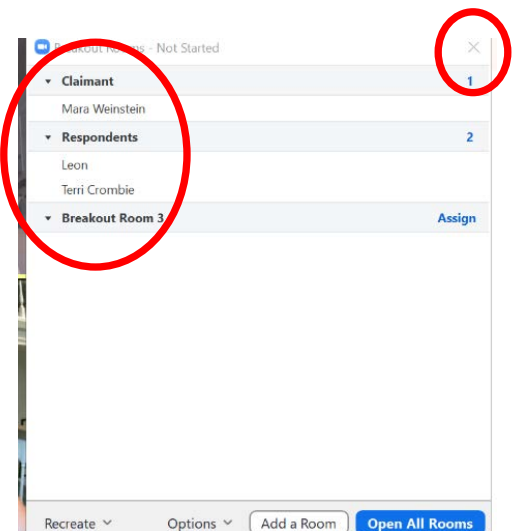 Breakout Rooms - Not Started
Claimant 1
Mara Weinstein
Respondents 2
Leon
Terri Crombie
Breakout Room 3 Assign
Recreate Options Add a Room Open All Rooms